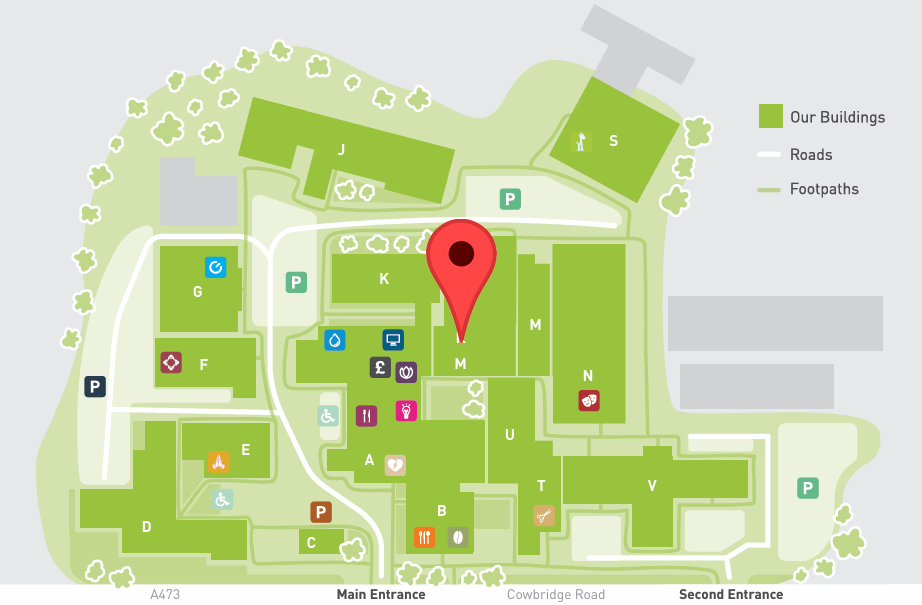 S
Our Buildings
J
Roads
P
Footpaths
K
P
G
M
£
M
F
N
P
U
E
A
T
V
P
P
B
D
C
A473
Main Entrance
Cowbridge Road
Second Entrance